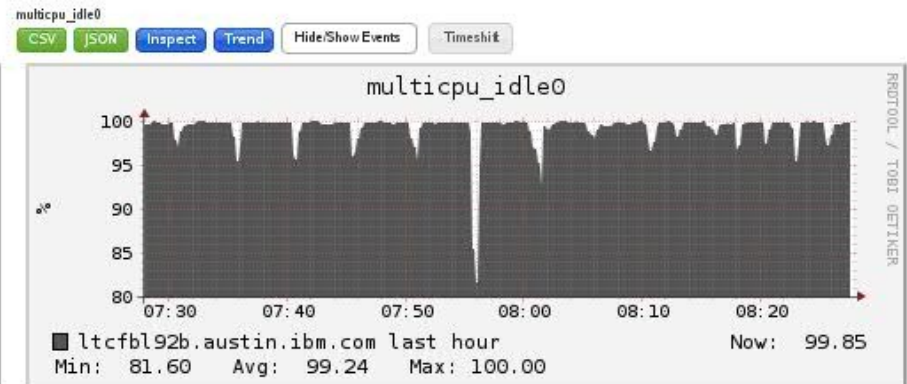 multicpu_idle0
CSV JSON Inspect Trend Hide/Show Events Timeshift
multicpu_idle0
100
95
90
85
80
%
07:30 07:40 07:50 08:00 08:10 08:20
ltcfbl92b.austin.ibm.com last hour Now: 99.85
Min: 81.60 Avg: 99.24 Max: 100.00
RRDTOOL / TOBI OETIKER